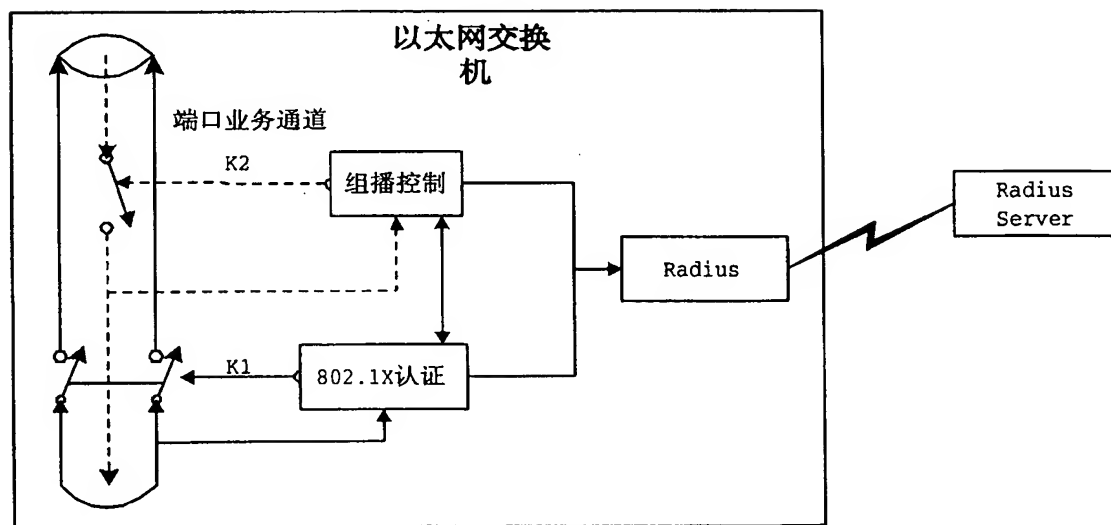 以太网交换
机
端口业务通道
K2
组播控制
Radius
Server
Radius
K1
802.1X认证